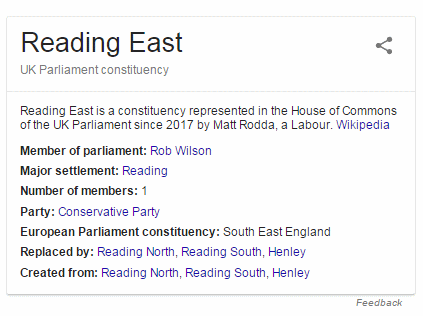 Reading East
UK Parliament constituency
Reading East is a constituency represented in the House of Commons
of the UK Parliament since 2017 by Matt Rodda, a Labour. Wikipedia
Member of parliament: Rob Wilson
Major settlement: Reading
Number of members: 1
Party: Conservative Party
European Parliament constituency: South East England
Replaced by: Reading North, Reading South, Henley
Created from: Reading North, Reading South, Henley
Feedback